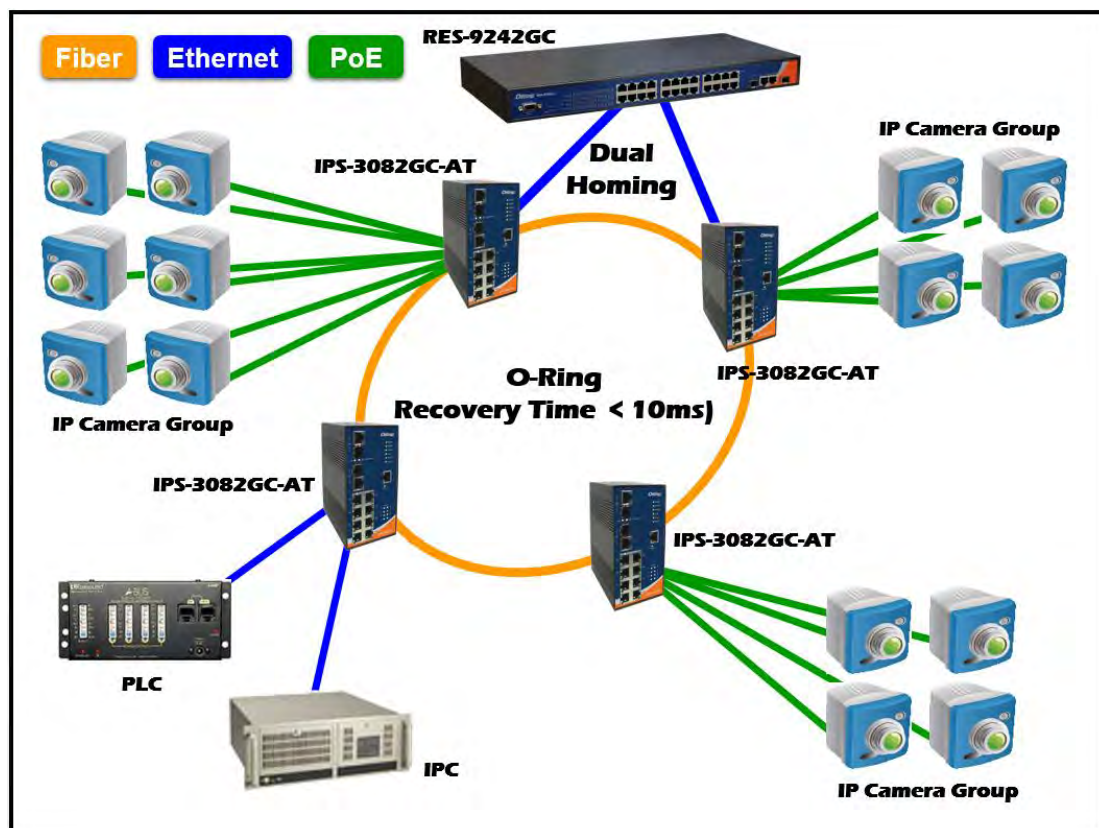 Fiber Ethernet PoE
RES-9242GC
IPS-3082GC-AT
Dual
Homing
IP Camera Group
IPS-3082GC-AT
O-Ring
Recovery Time < 10ms)
IP Camera Group
IPS-3082GC-AT
IPS-3082GC-AT
PLC
IPC
IP Camera Group